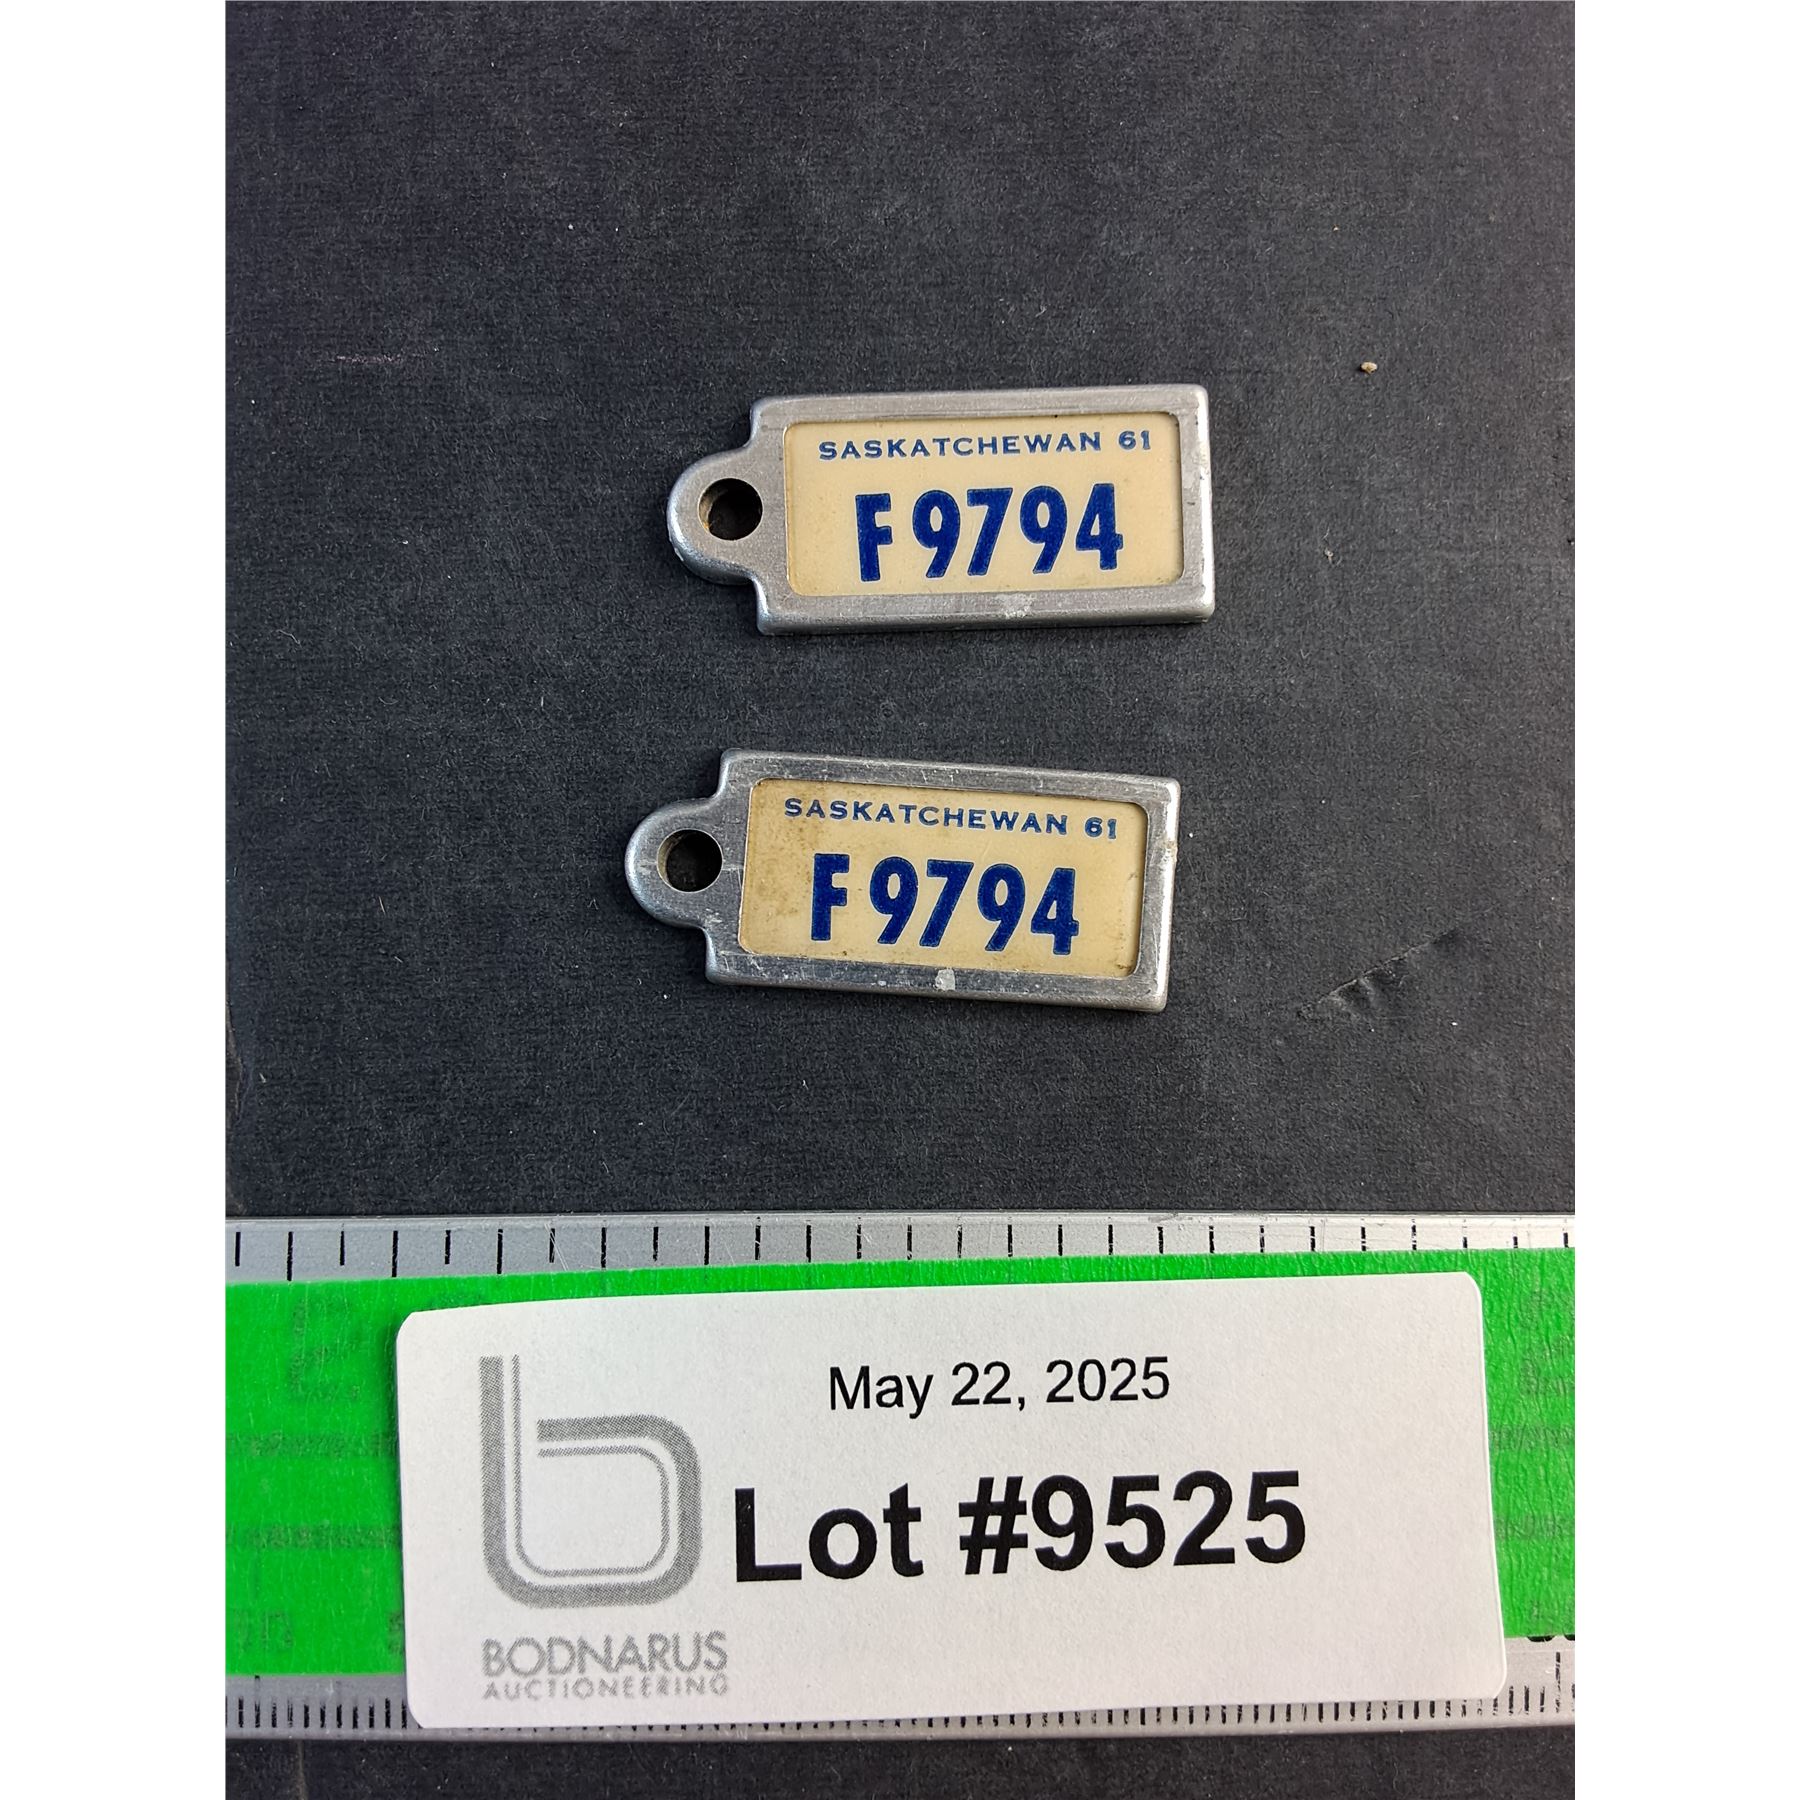 SASKATCHEWAN 61
F9794
SASKATCHEWAN 61
F9794
May 22, 2025
Lot #9525
BODNARUS
AUCTIONEERING